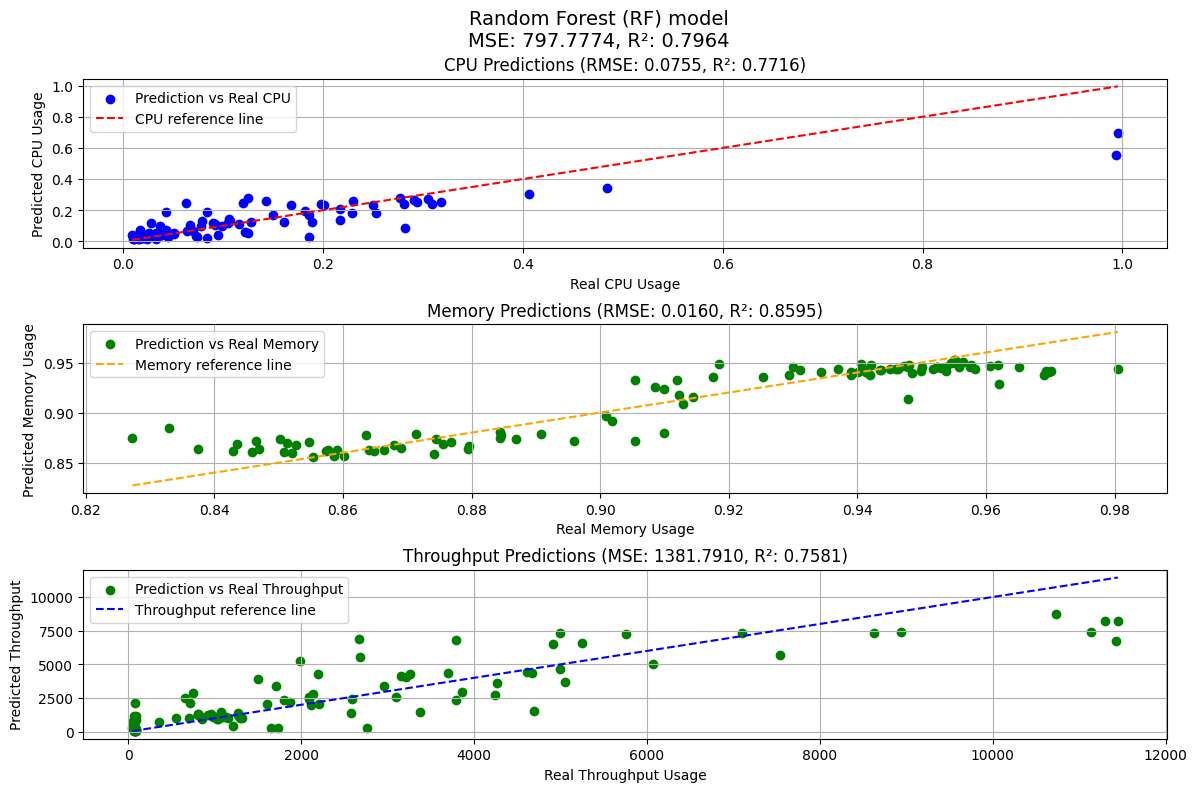 Random Forest (RF) model
MSE: 797.7774, R²: 0.7964
CPU Predictions (RMSE: 0.0755, R²: 0.7716)
Predicted CPU Usage
1.0
0.8
0.6
0.4
0.2
0.0
Prediction vs Real CPU
CPU reference line
0.0 0.2 0.4 0.6 0.8 1.0
Real CPU Usage
Memory Predictions (RMSE: 0.0160, R²: 0.8595)
Predicted Memory Usage
0.95
0.90
0.85
Prediction vs Real Memory
Memory reference line
0.82 0.84 0.86 0.88 0.90 0.92 0.94 0.96 0.98
Real Memory Usage
Throughput Predictions (MSE: 1381.7910, R²: 0.7581)
Predicted Throughput
10000
7500
5000
2500
0
Prediction vs Real Throughput
Throughput reference line
0 2000 4000 6000 8000 10000 12000
Real Throughput Usage